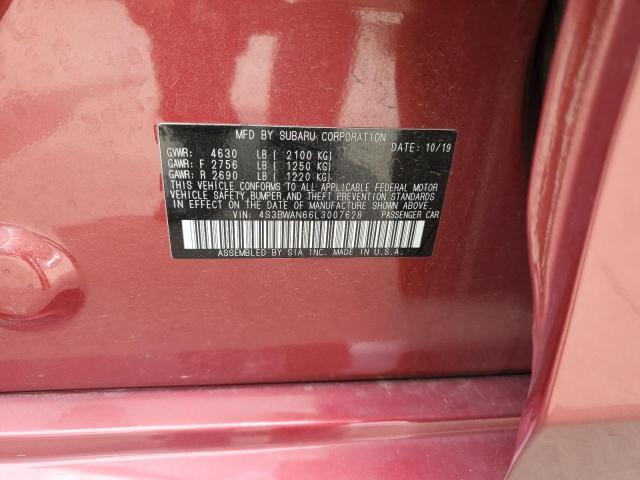 MFD BY SUBARU CORPORATION
GVWR: 4630 LB ( 2100 KG) DATE: 10/19
GAWR: F 2756 LB ( 1250 KG)
GAWR: R 2690 LB ( 1220 KG)
THIS VEHICLE CONFORMS TO ALL APPLICABLE FEDERAL MOTOR
VEHICLE SAFETY, BUMPER, AND THEFT PREVENTION STANDARDS
IN EFFECT ON THE DATE OF MANUFACTURE SHOWN ABOVE.
VIN: 4S3BWAN66L3007628 PASSENGER CAR
ASSEMBLED BY SIA INC. MADE IN U.S.A.